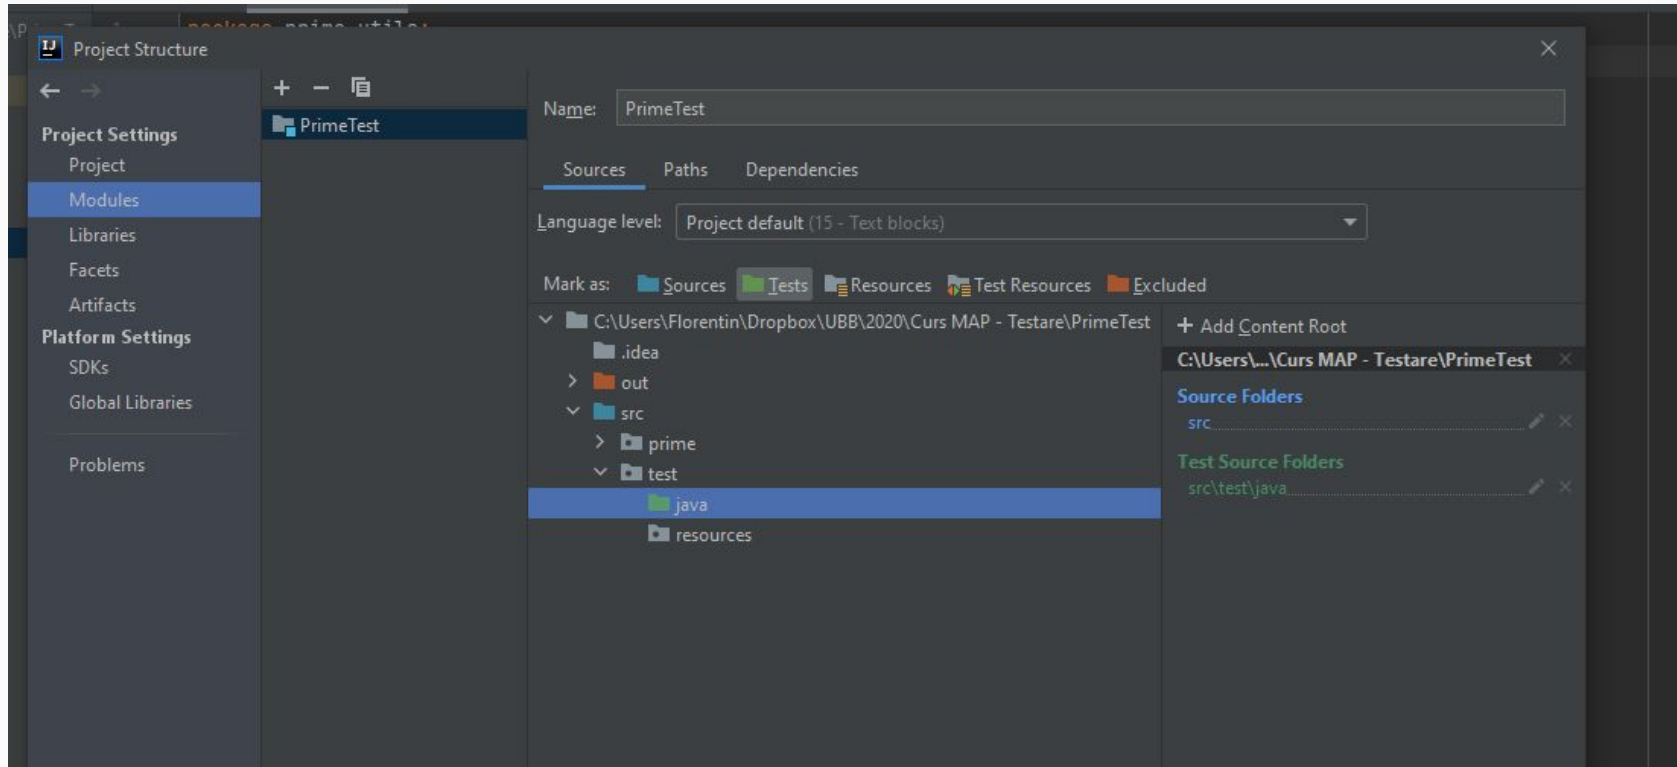 package prime.utils;
Project Structure
Project Settings
Project
Modules
Libraries
Facets
Artifacts
Platform Settings
SDKs
Global Libraries
Problems
PrimeTest
Name: PrimeTest
Sources Paths Dependencies
Language level: Project default (15 - Text blocks)
Mark as: Sources Tests Resources Test Resources Excluded
C:\Users\Florentin\Dropbox\UBB\2020\Curs MAP - Testare\PrimeTest
.idea
out
src
prime
test
java
resources
+ Add Content Root
C:\Users\...\Curs MAP - Testare\PrimeTest
Source Folders
src
Test Source Folders
src\test\java